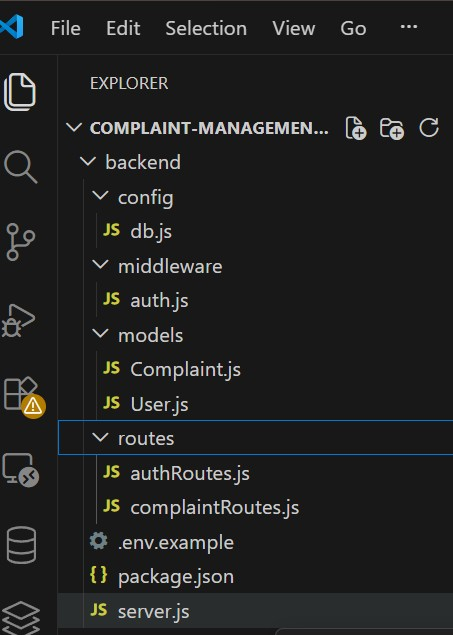 File Edit Selection View Go ···
EXPLORER
COMPLAINT-MANAGEMEN...
backend
config
JS db.js
middleware
JS auth.js
models
JS Complaint.js
JS User.js
routes
JS authRoutes.js
JS complaintRoutes.js
.env.example
{} package.json
JS server.js